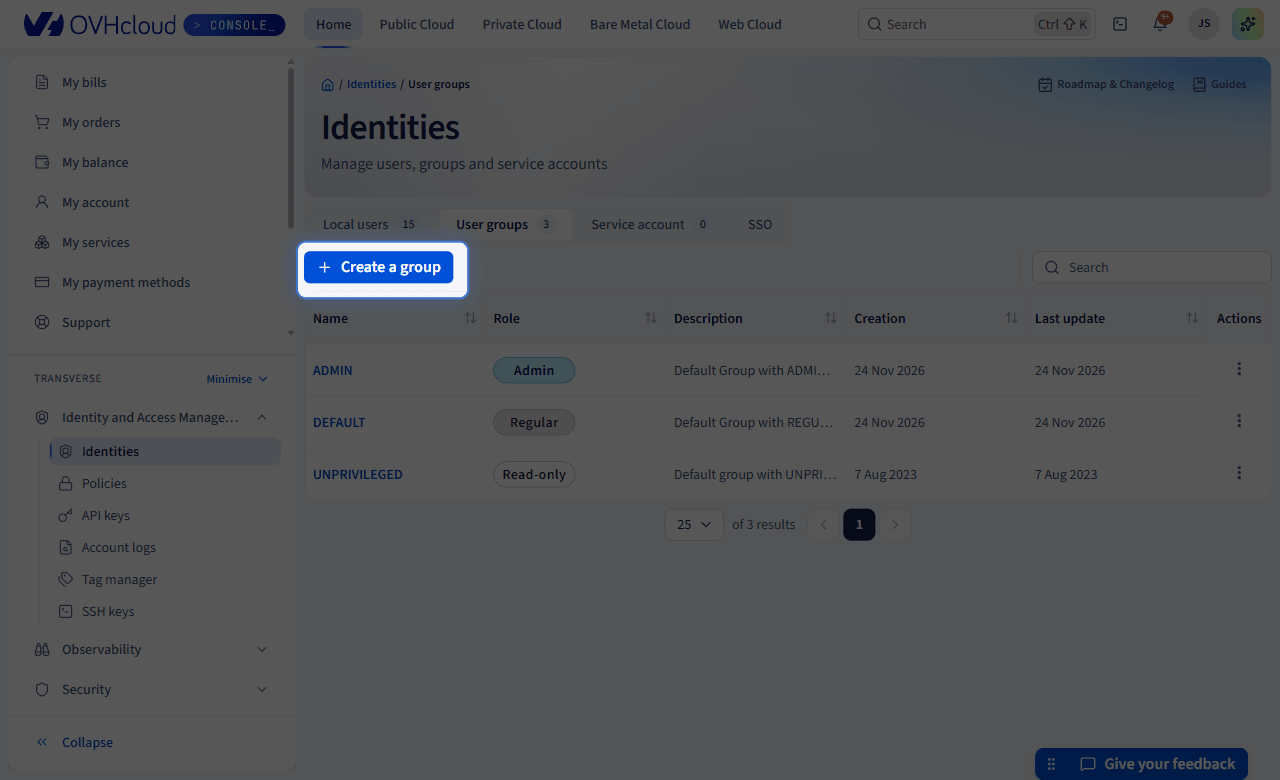 OVHcloud > CONSOLE_ Home Public Cloud Private Cloud Bare Metal Cloud Web Cloud Search Ctrl K 9+ JS
My bills
My orders
My balance
My account
My services
My payment methods
Support
TRANSVERSE Minimise
Identity and Access Manage...
Identities
Policies
API keys
Account logs
Tag manager
SSH keys
Observability
Security
Collapse
/ Identities / User groups Roadmap & Changelog Guides
Identities
Manage users, groups and service accounts
Local users 15 User groups 3 Service account 0 SSO
+ Create a group Search
Name Role Description Creation Last update Actions
ADMIN Admin Default Group with ADMI... 24 Nov 2026 24 Nov 2026
DEFAULT Regular Default Group with REGU... 24 Nov 2026 24 Nov 2026
UNPRIVILEGED Read-only Default group with UNPRI... 7 Aug 2023 7 Aug 2023
25 of 3 results 1
Give your feedback